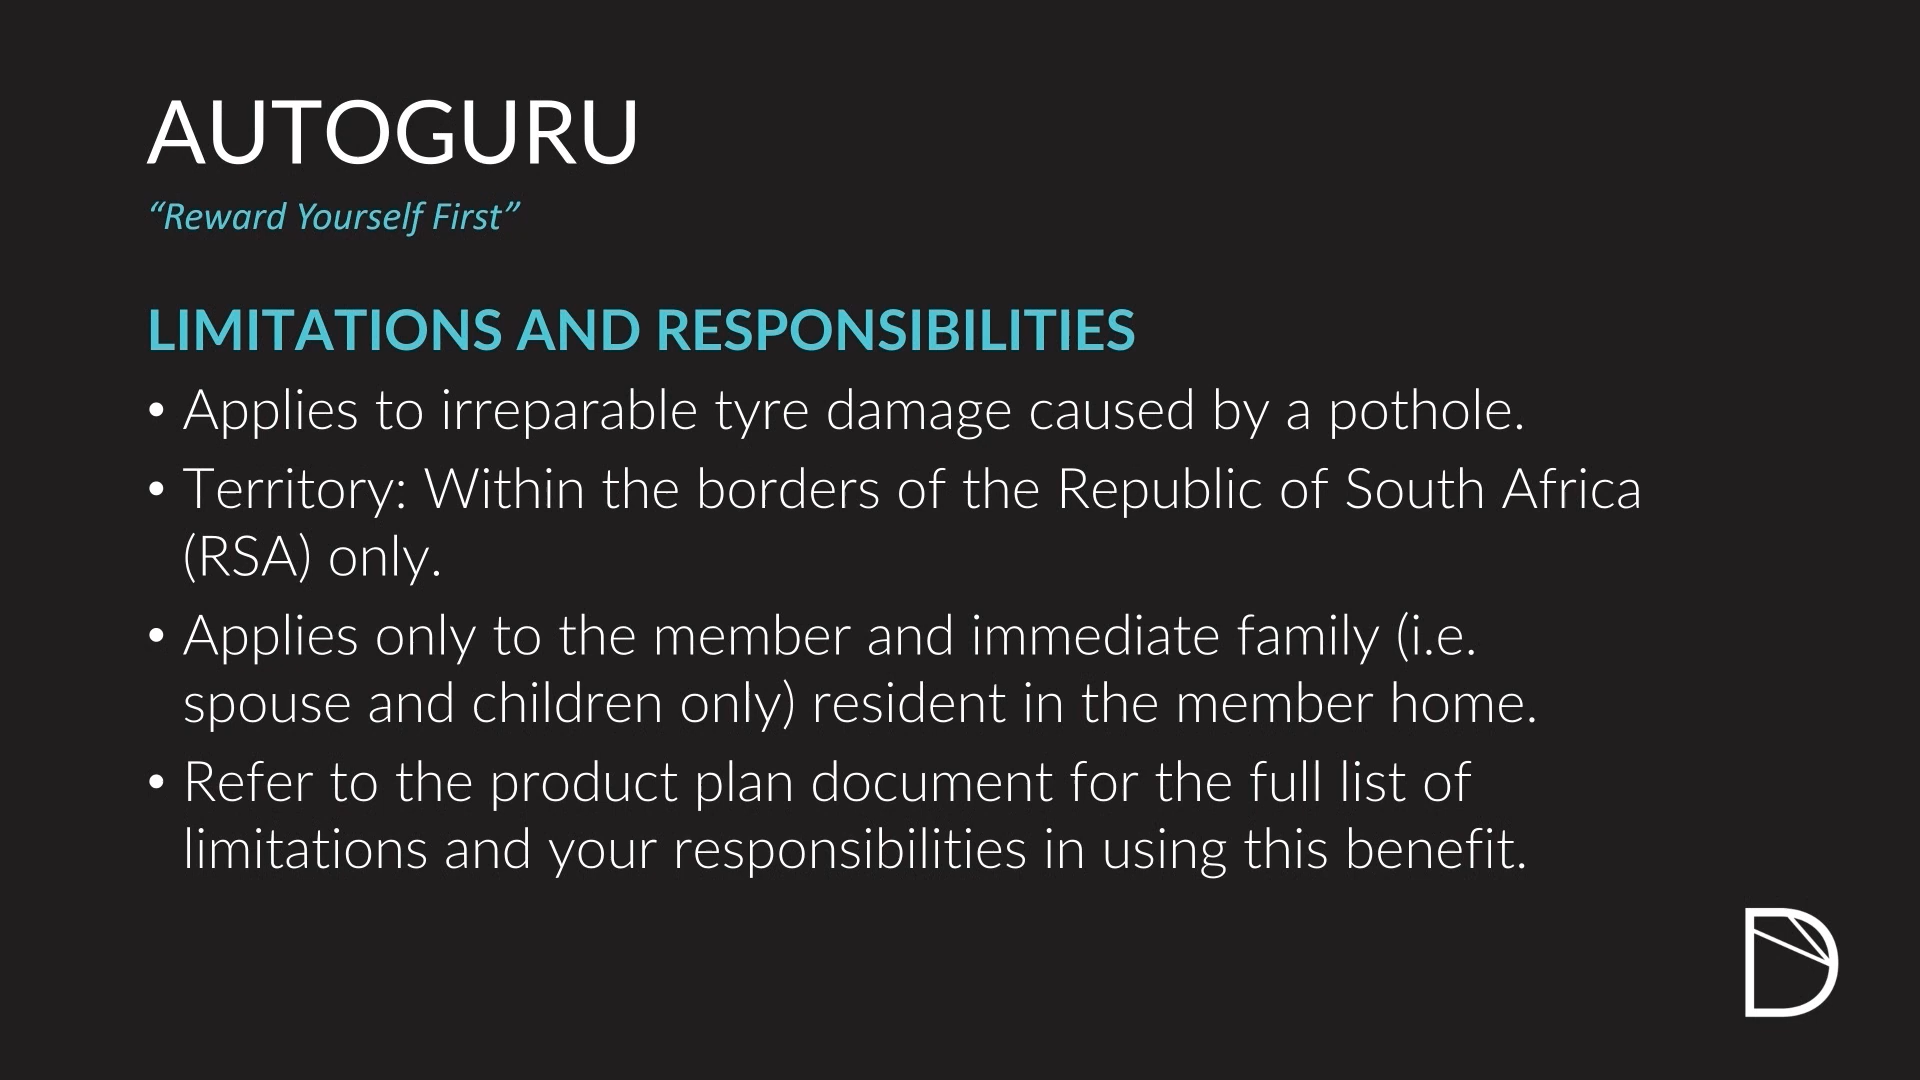 AUTOGURU
“Reward Yourself First”
LIMITATIONS AND RESPONSIBILITIES
• Applies to irreparable tyre damage caused by a pothole.
• Territory: Within the borders of the Republic of South Africa
(RSA) only.
• Applies only to the member and immediate family (i.e.
spouse and children only) resident in the member home.
• Refer to the product plan document for the full list of
limitations and your responsibilities in using this benefit.